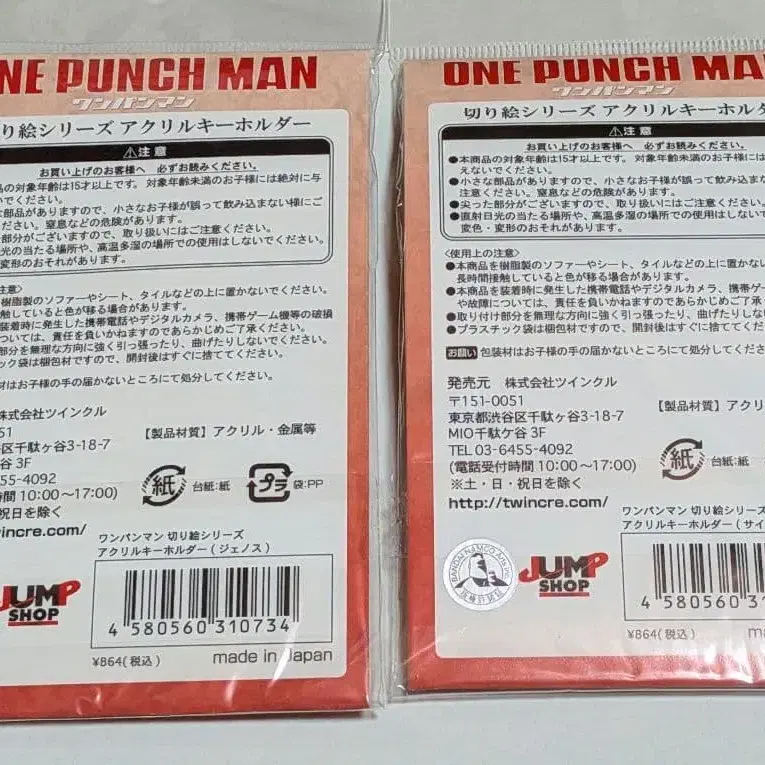 ONE PUNCH MAN
ワンパンマン
り絵シリーズ アクリルキーホルダー
⚠注意
お買い上げのお客様へ 必ずお読みください。
品の対象年齢は15才以上です。対象年齢未満のお子様には絶対に与
いでください。
な部品がありますので、小さなお子様が誤って飲み込まない様にご
ください。窒息などの危険があります。
部分がございますので、取り扱いにはご注意ください。
光の当たる場所や、高温多湿の場所での使用はしないでください。
変形のおそれがあります。
注意>
樹脂製のソファーやシート、タイルなどの上に置かないでください。
触していると色が移る場合があります。
装着時に発生した携帯電話やデジタルカメラ、携帯ゲーム機等の破損
ついては、責任を負いかねますのであらかじめご了承ください。
部分を無理な方向に強く引っ張ったり、曲げたりしないでください。
チック袋は梱包材ですので、開封後はすぐに捨ててください。
材はお子様の手の届かないところにて処分してください。
株式会社ツインクル
51
区千駄ヶ谷3-18-7
谷 3F
55-4092
時間 10:00～17:00)
祝日を除く
wincre.com/
【製品材質】アクリル・金属等
紙 台紙:紙
プラ 袋:PP
ワンパンマン 切り絵シリーズ
アクリルキーホルダー(ジェノス)
JUMP
SHOP
4 580560 310734
¥864(税込)
made in Japan
ONE PUNCH MA
ワンパンマン
切り絵シリーズ アクリルキーホルダ
⚠注意
お買い上げのお客様へ 必ずお読みくださ
●本商品の対象年齢は15才以上です。対象年齢未満のお子様に
えないでください。
●小さな部品がありますので、小さなお子様が誤って飲み込まな
注意ください。窒息などの危険があります。
●尖った部分がございますので、取り扱いにはご注意ください。
●直射日光の当たる場所や、高温多湿の場所での使用はしないで
変色・変形のおそれがあります。
<使用上の注意>
●本商品を樹脂製のソファーやシート、タイルなどの上に置かない
長時間接触していると色が移る場合があります。
●本商品を装着時に発生した携帯電話やデジタルカメラ、携帯
や故障については、責任を負いかねますのであらかじめご了承
●取り付け部分を無理な方向に強く引っ張ったり、曲げたりしな
●プラスチック袋は梱包材ですので、開封後はすぐに捨ててくだ
お願い 包装材はお子様の手の届かないところにて処分してくださ
発売元 株式会社ツインクル
〒151-0051
東京都渋谷区千駄ヶ谷3-18-7
MIO千駄ケ谷 3F
TEL 03-6455-4092
(電話受付時間 10:00～17:00)
※土・日・祝日を除く
http://twincre.com/
【製品材質】アクリ
紙 台紙:紙
ワンパンマン 切り絵シリーズ
アクリルキーホルダー(サイ
BANDAI NAMCO
JUMP
SHOP
4 580560 310
¥864(税込)
ma